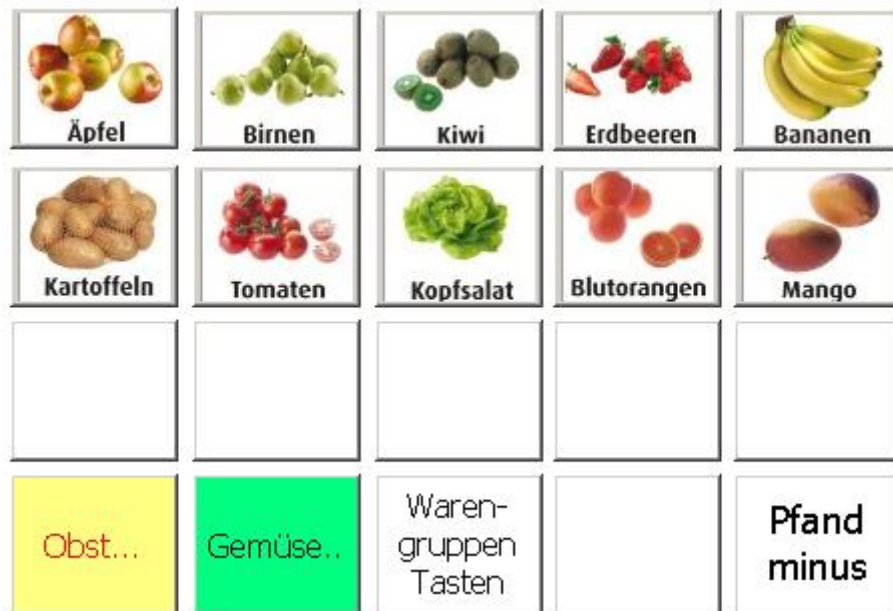 Äpfel
Birnen
Kiwi
Erdbeeren
Bananen
Kartoffeln
Tomaten
Kopfsalat
Blutorangen
Mango
Obst...
Gemüse..
Waren-
gruppen
Tasten
Pfand
minus